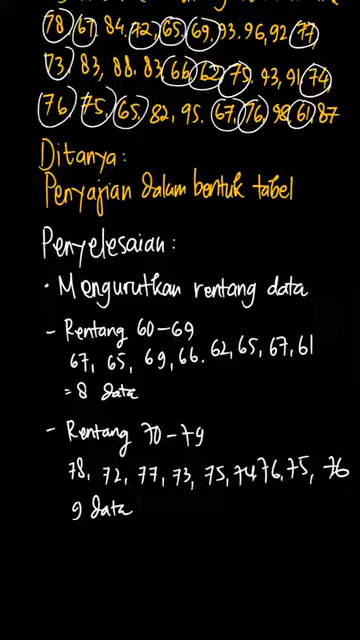 78, 67, 84, 72, 65, 69, 93, 96, 92, 77,
73, 83, 88, 83, 66, 62, 75, 93, 91, 74,
76, 75, 65, 82, 95, 67, 76, 98, 61, 87
Ditanya:
Penyajian dalam bentuk tabel
Penyelesaian:
• Mengurutkan rentang data
- Rentang 60-69
67, 65, 69, 66. 62, 65, 67, 61
= 8 data
- Rentang 70-79
78, 72, 77, 73, 75, 74 76, 75, 76
9 data